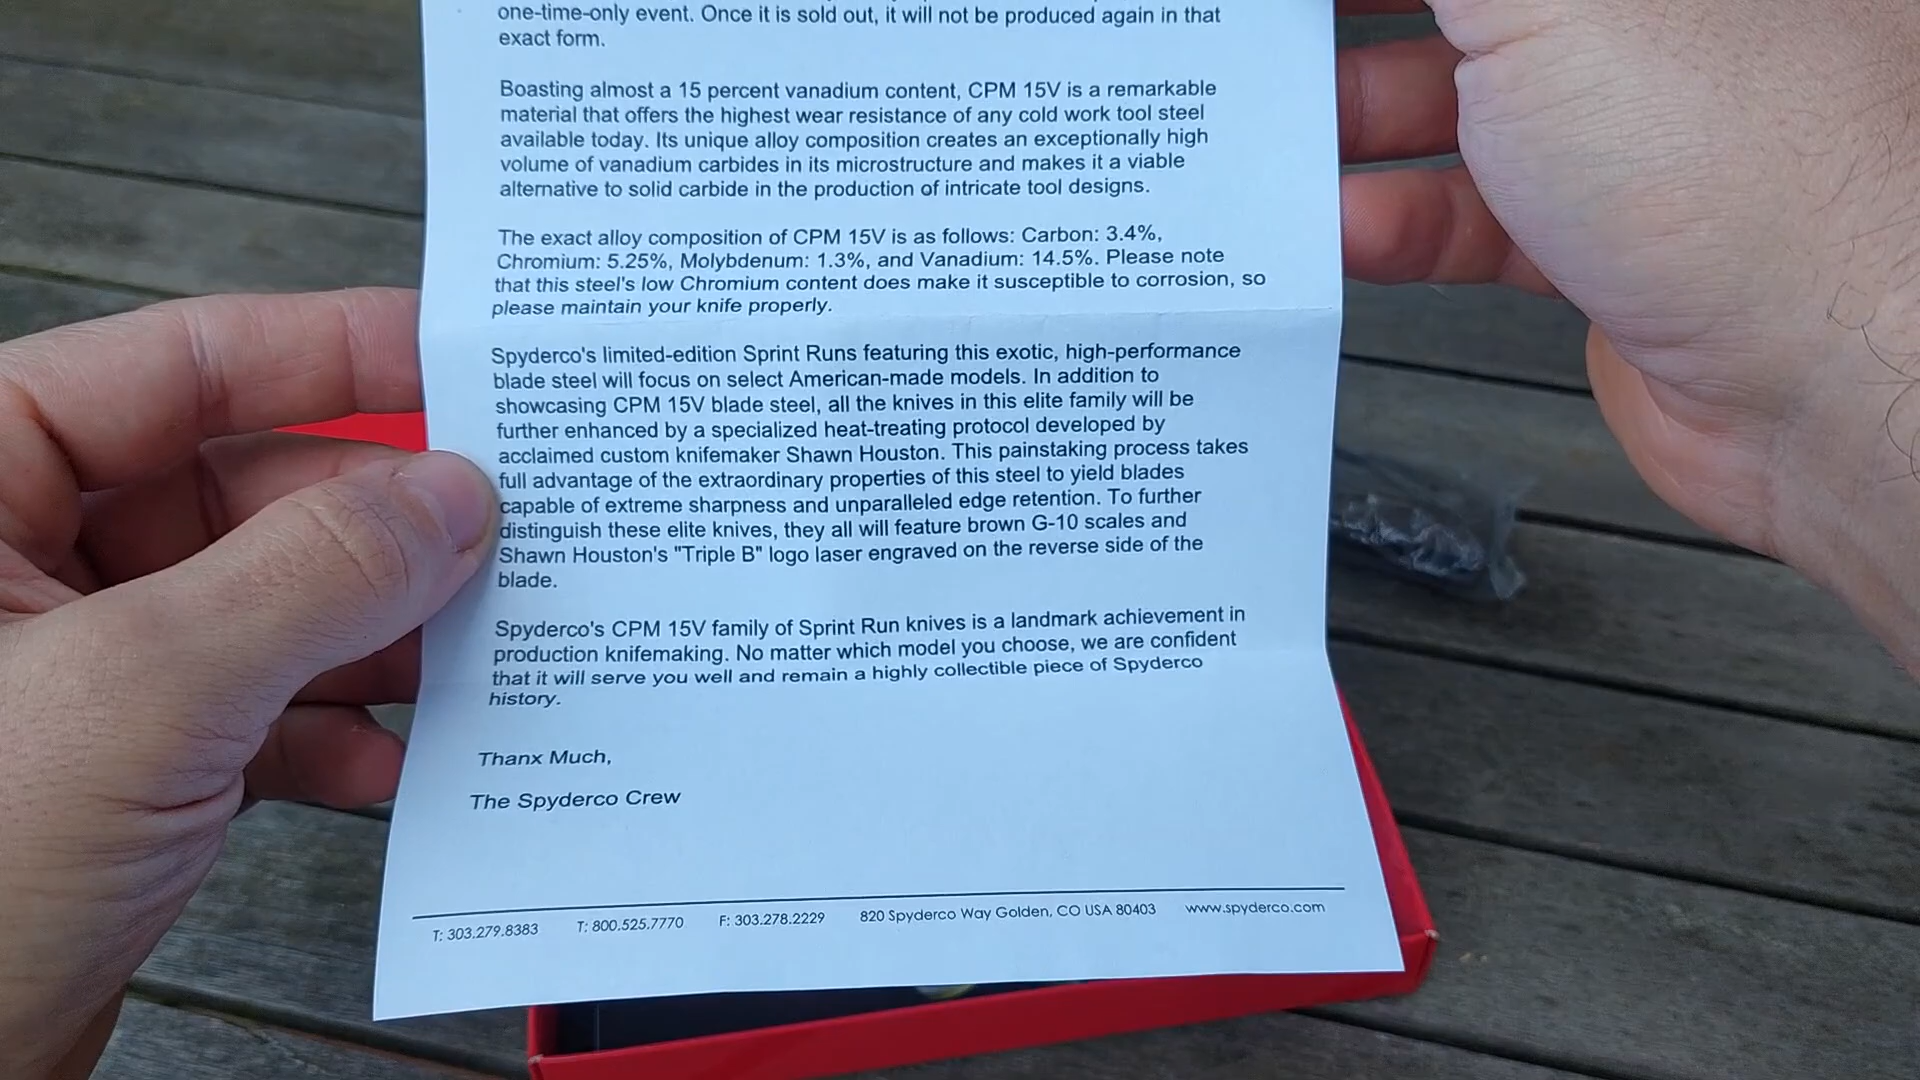 one-time-only event. Once it is sold out, it will not be produced again in that
exact form.
Boasting almost a 15 percent vanadium content, CPM 15V is a remarkable
material that offers the highest wear resistance of any cold work tool steel
available today. Its unique alloy composition creates an exceptionally high
volume of vanadium carbides in its microstructure and makes it a viable
alternative to solid carbide in the production of intricate tool designs.
The exact alloy composition of CPM 15V is as follows: Carbon: 3.4%,
Chromium: 5.25%, Molybdenum: 1.3%, and Vanadium: 14.5%. Please note
that this steel's low Chromium content does make it susceptible to corrosion, so
please maintain your knife properly.
Spyderco's limited-edition Sprint Runs featuring this exotic, high-performance
blade steel will focus on select American-made models. In addition to
showcasing CPM 15V blade steel, all the knives in this elite family will be
further enhanced by a specialized heat-treating protocol developed by
acclaimed custom knifemaker Shawn Houston. This painstaking process takes
full advantage of the extraordinary properties of this steel to yield blades
capable of extreme sharpness and unparalleled edge retention. To further
distinguish these elite knives, they all will feature brown G-10 scales and
Shawn Houston's "Triple B" logo laser engraved on the reverse side of the
blade.
Spyderco's CPM 15V family of Sprint Run knives is a landmark achievement in
production knifemaking. No matter which model you choose, we are confident
that it will serve you well and remain a highly collectible piece of Spyderco
history.
Thanx Much,
The Spyderco Crew
T: 303.279.8383 T: 800.525.7770 F: 303.278.2229 820 Spyderco Way Golden, CO USA 80403 www.spyderco.com